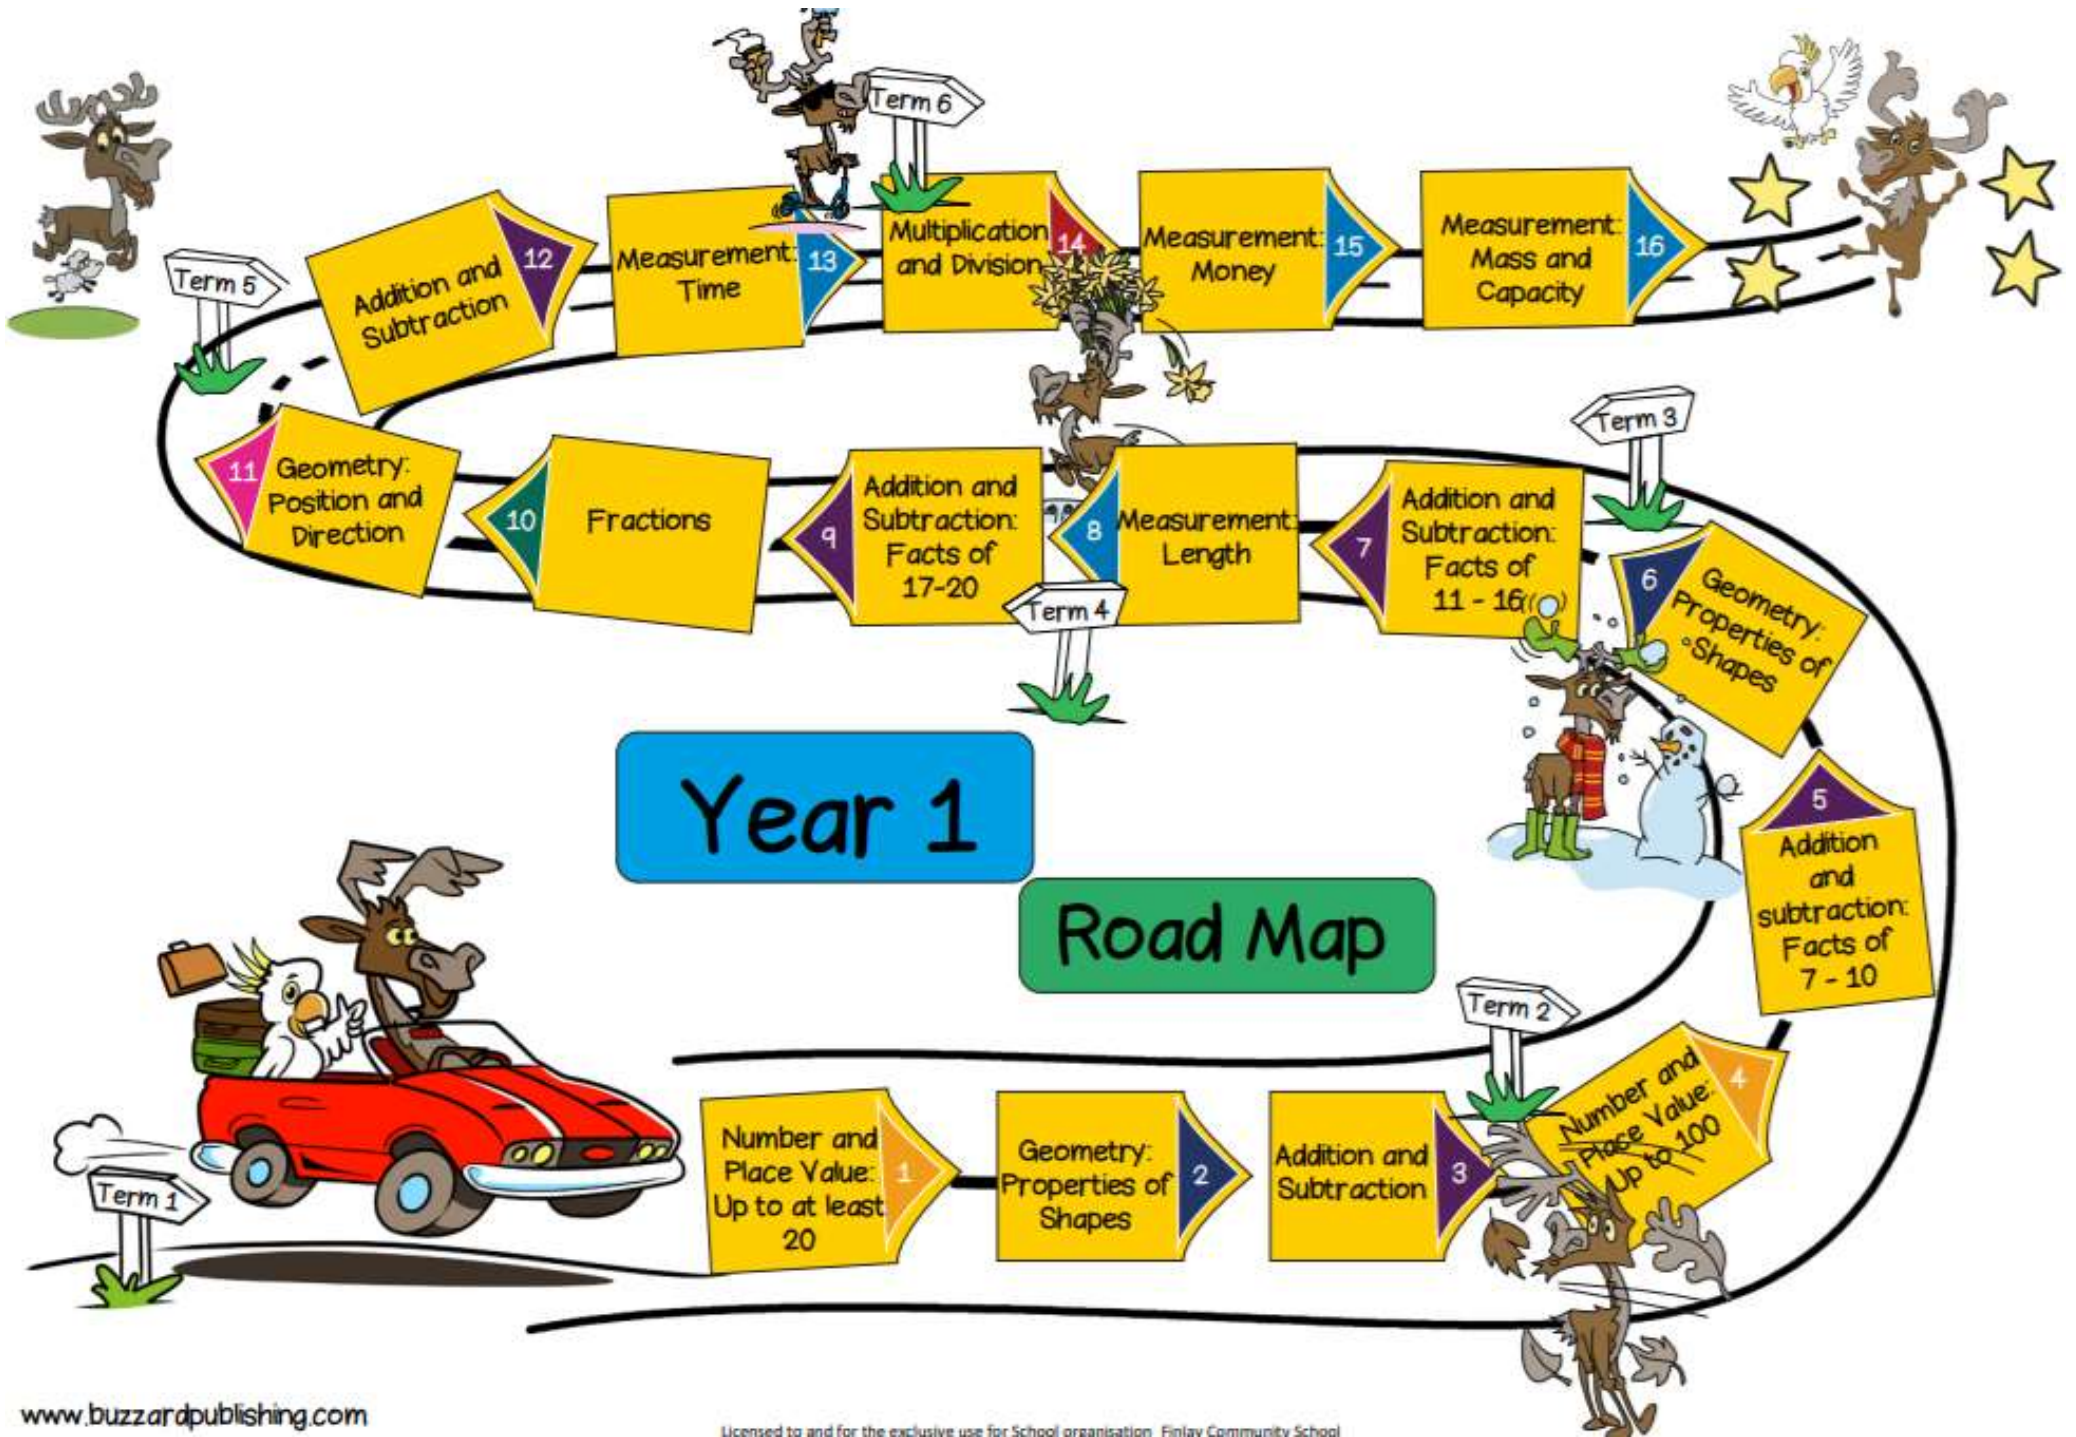 Term 6
Term 5
12
Addition and
Subtraction
13
Measurement:
Time
14
Multiplication
and Division
15
Measurement:
Money
16
Measurement:
Mass and
Capacity
Term 3
11
Geometry:
Position and
Direction
10
Fractions
9
Addition and
Subtraction:
Facts of
17-20
8
Measurement:
Length
7
Addition and
Subtraction:
Facts of
11 - 16
6
Geometry:
Properties of
Shapes
Term 4
Year 1
Road Map
5
Addition
and
subtraction:
Facts of
7 - 10
Term 2
Term 1
Number and
Place Value:
Up to at least
20
1
Geometry:
Properties of
Shapes
2
Addition and
Subtraction
3
Number and
Place Value:
Up to 100
4
www.buzzardpublishing.com
Licensed to and for the exclusive use for School organisation Finlay Community School